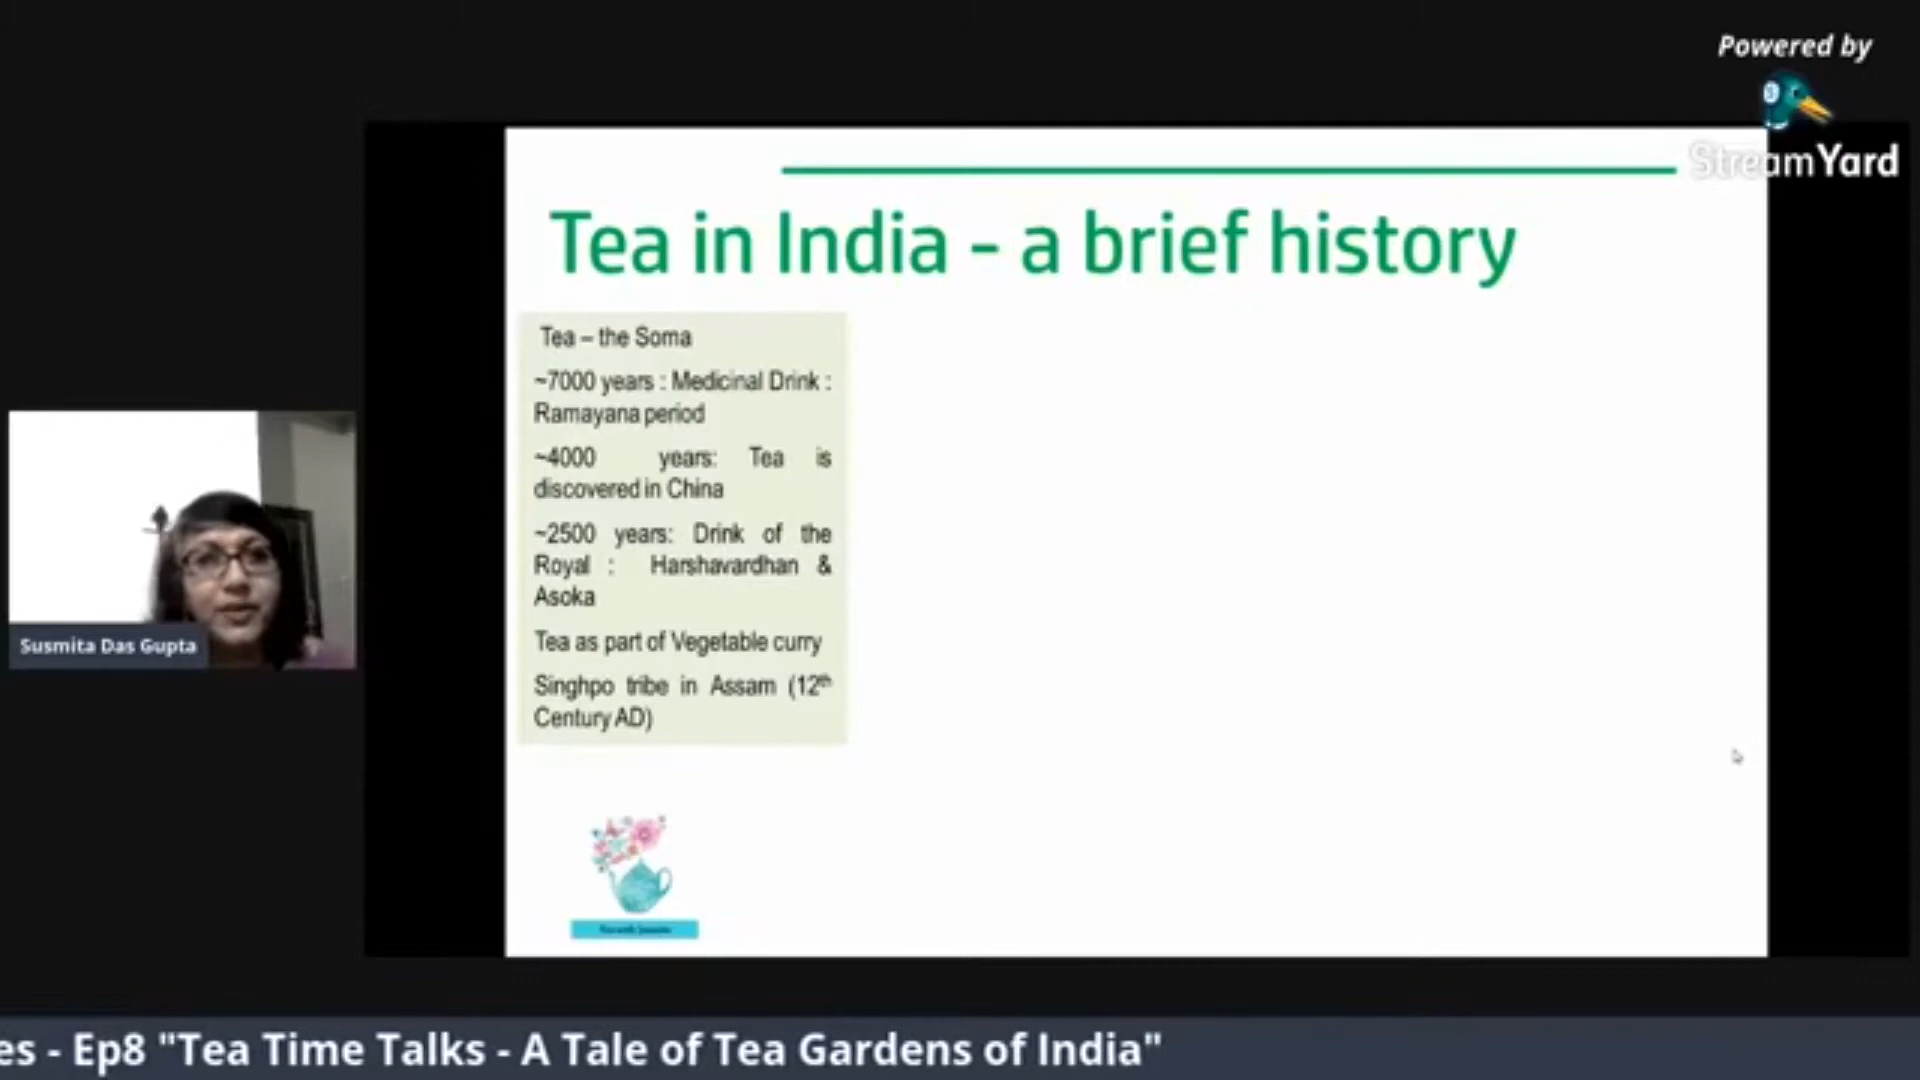 Powered by
StreamYard
Tea in India - a brief history
Tea – the Soma
~7000 years : Medicinal Drink :
Ramayana period
~4000 years: Tea is
discovered in China
~2500 years: Drink of the
Royal : Harshavardhan &
Asoka
Tea as part of Vegetable curry
Singhpo tribe in Assam (12th
Century AD)
Susmita Das Gupta
es - Ep8 "Tea Time Talks - A Tale of Tea Gardens of India"